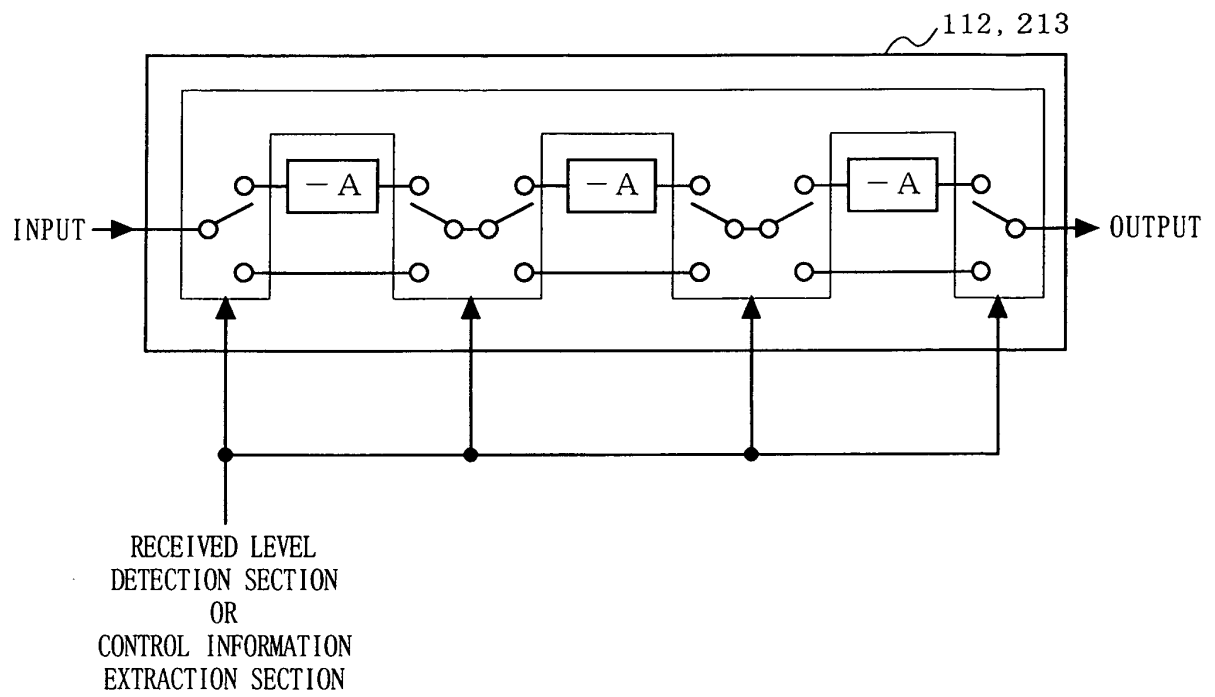 112, 213
-A -A -A
INPUT
OUTPUT
RECEIVED LEVEL
DETECTION SECTION
OR
CONTROL INFORMATION
EXTRACTION SECTION